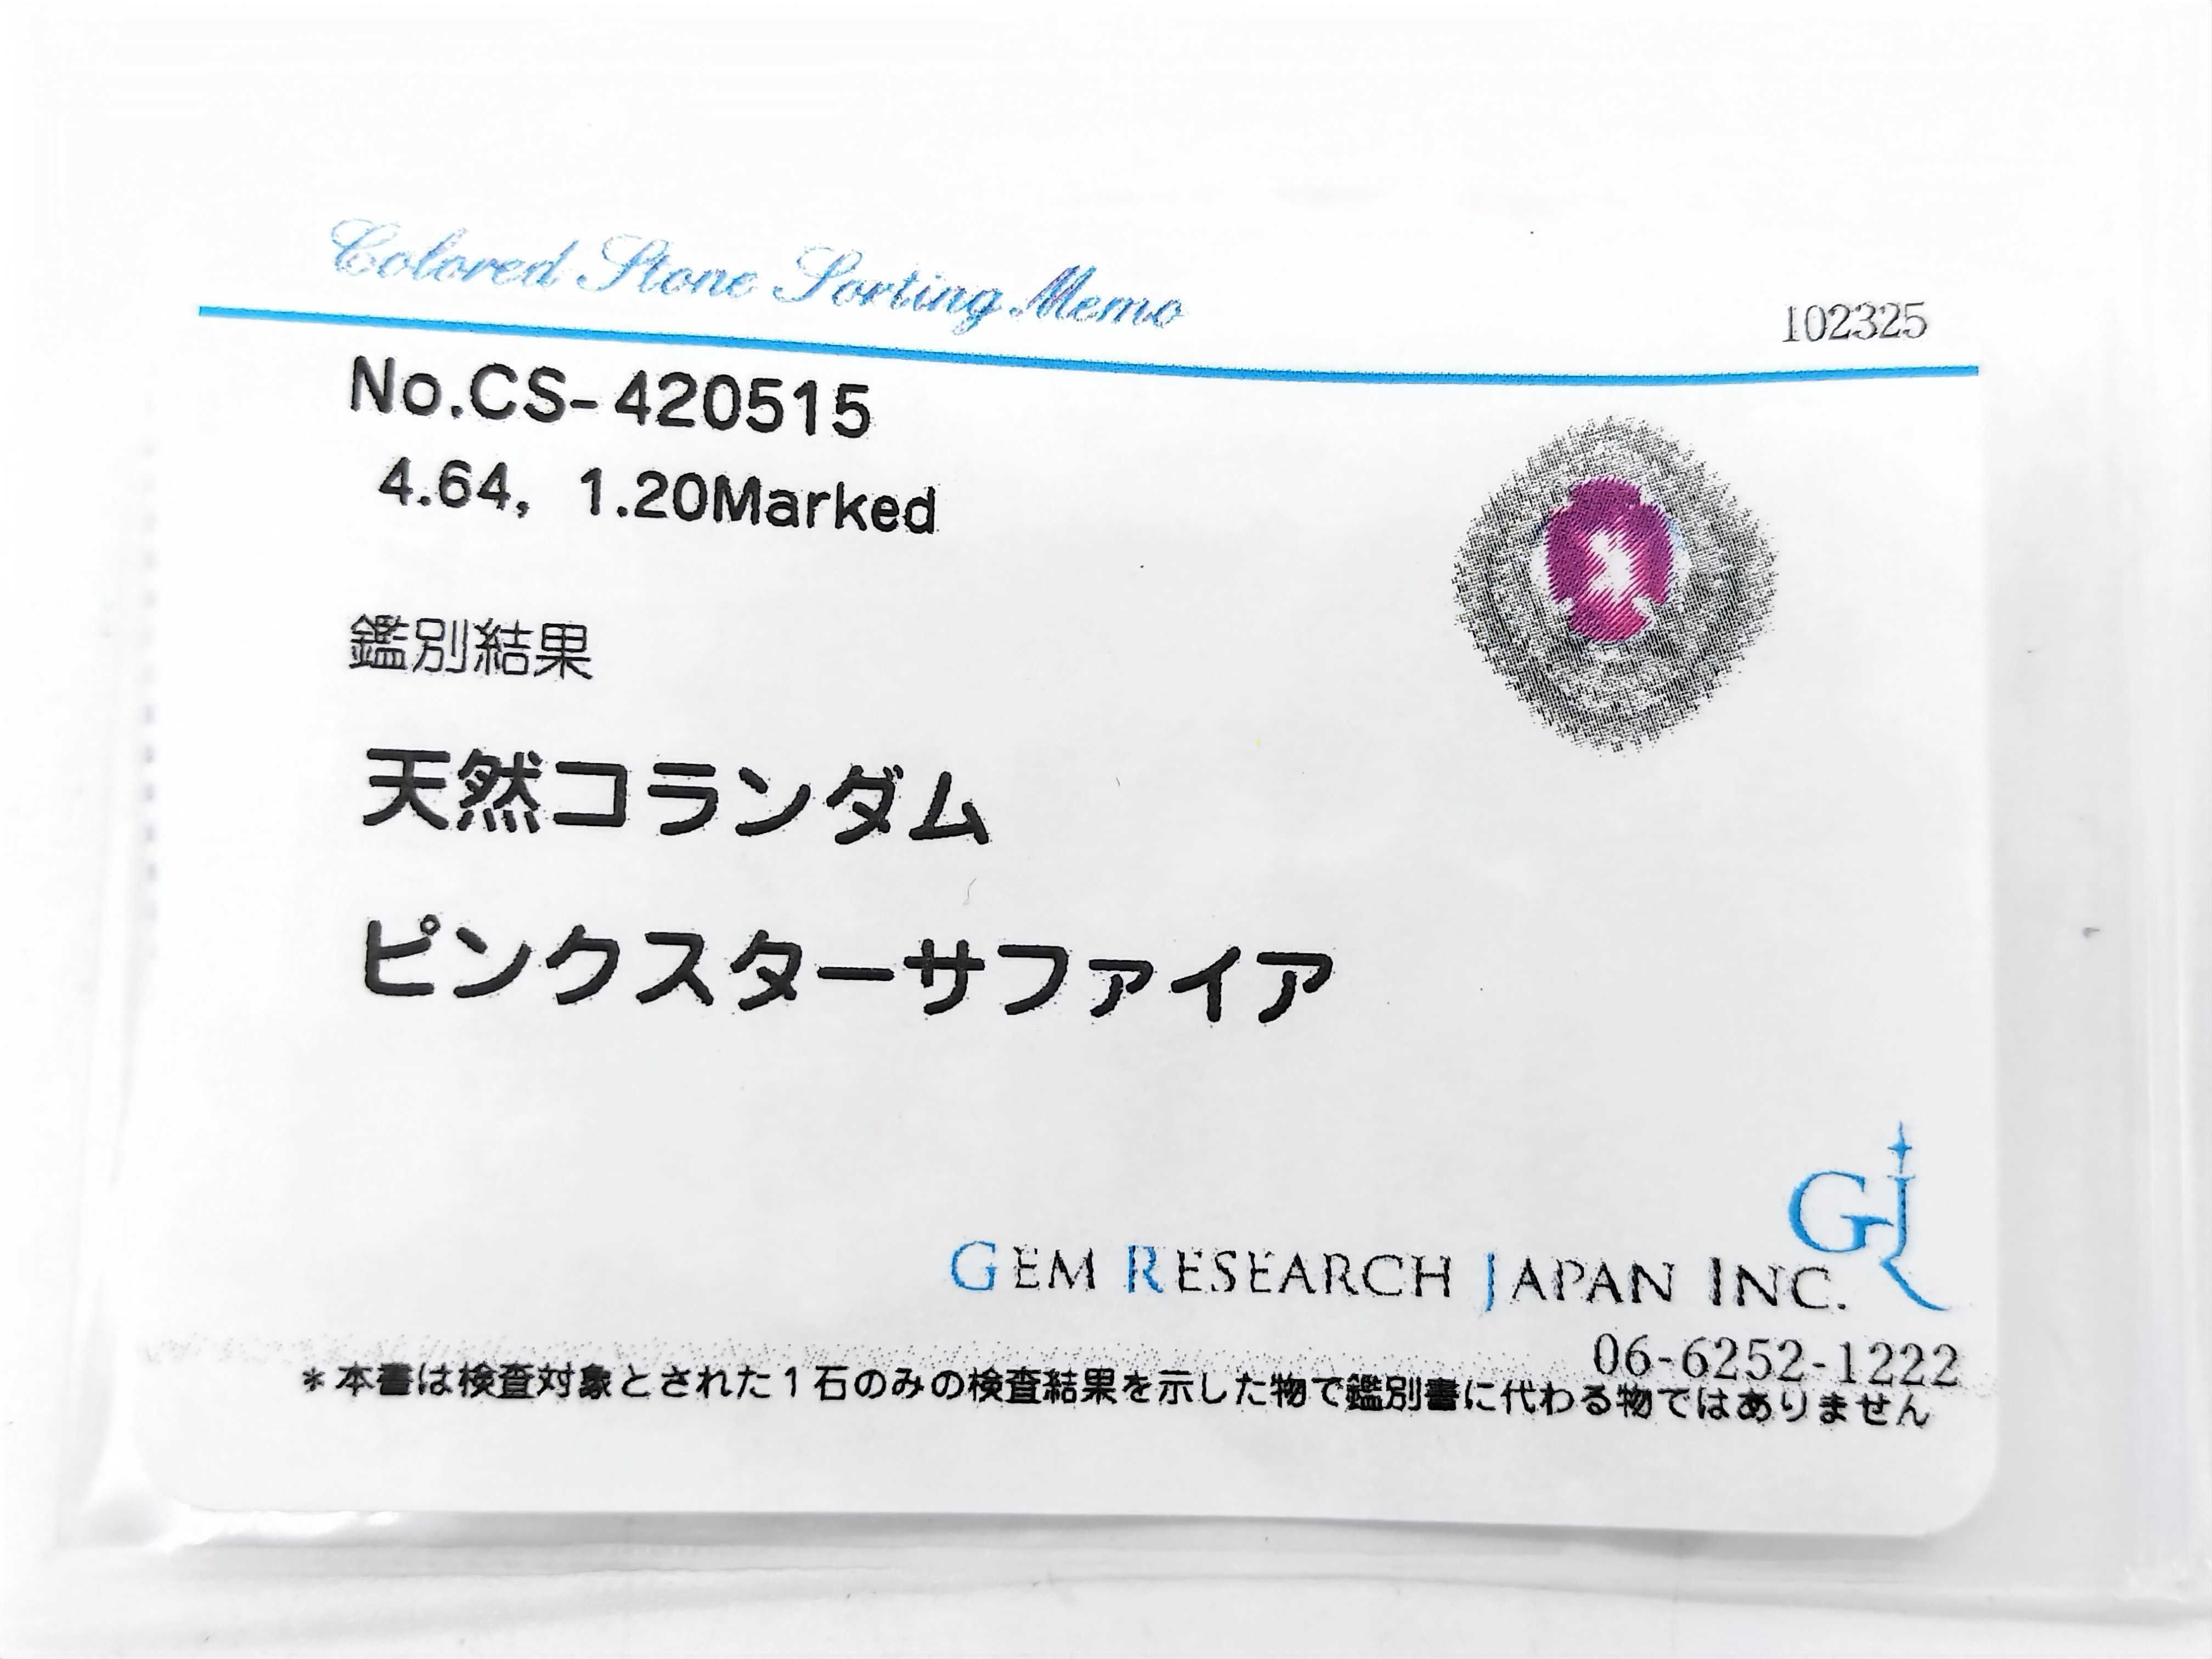 Colored Stone Sorting Memo
102325
No.CS-420515
4.64, 1.20Marked
鑑別結果
天然コランダム
ピンクスターサファイア
GJ
GEM RESEARCH JAPAN INC.
06-6252-1222
*本書は検査対象とされた1石のみの検査結果を示した物で鑑別書に代わる物ではありません